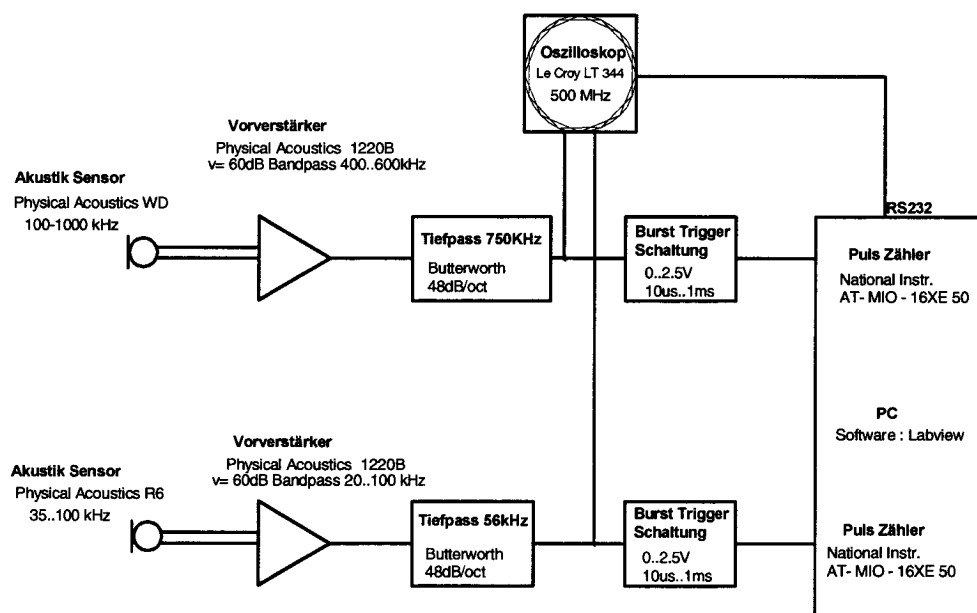 Oszilloskop
Le Croy LT 344
500 MHz
Vorverstärker
Physical Acoustics 1220B
v= 60dB Bandpass 400..600kHz
Akustik Sensor
Physical Acoustics WD
100-1000 kHz
Tiefpass 750KHz
Butterworth
48dB/oct
Burst Trigger
Schaltung
0..2.5V
10us..1ms
RS232
Puls Zähler
National Instr.
AT- MIO - 16XE 50
PC
Software : Labview
Vorverstärker
Physical Acoustics 1220B
v= 60dB Bandpass 20..100 kHz
Akustik Sensor
Physical Acoustics R6
35..100 kHz
Tiefpass 56kHz
Butterworth
48dB/oct
Burst Trigger
Schaltung
0..2.5V
10us..1ms
Puls Zähler
National Instr.
AT- MIO - 16XE 50